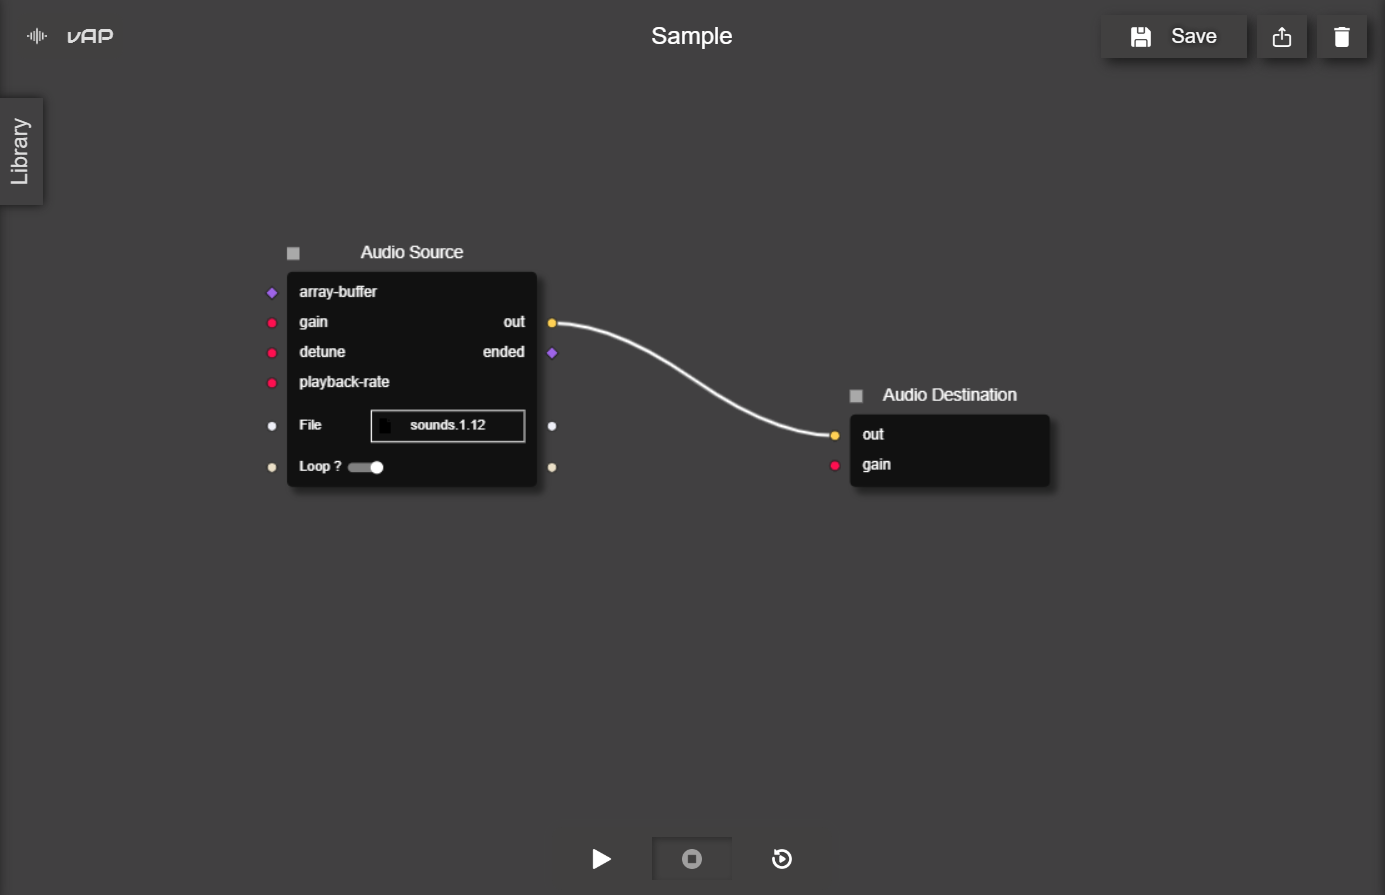 vAP
Sample
Save
Library
Audio Source
array-buffer
gain out
detune ended
playback-rate
File sounds.1.12
Loop ?
Audio Destination
out
gain